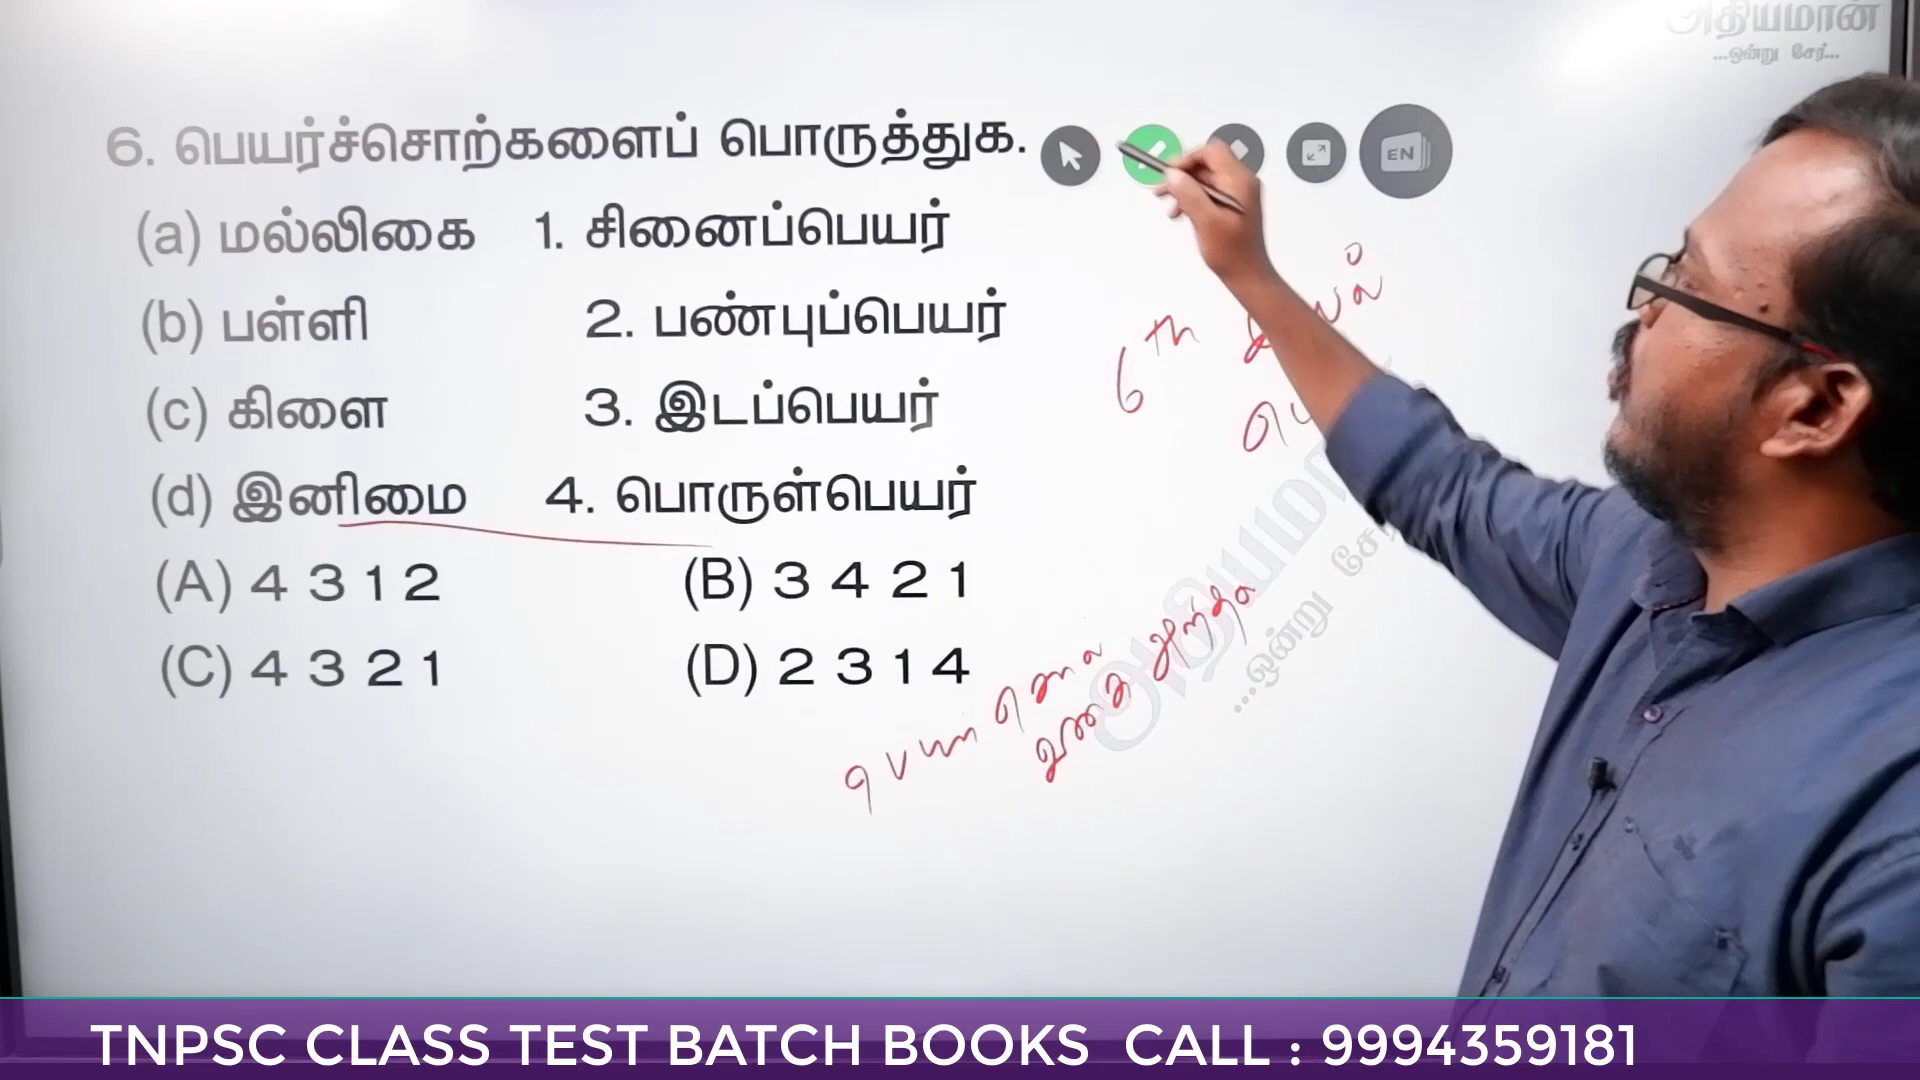 அதியமான்
...ஒன்று சேர்...
6. பெயர்ச்சொற்களைப் பொருத்துக.
EN
(a) மல்லிகை 1. சினைப்பெயர்
(b) பள்ளி 2. பண்புப்பெயர்
(c) கிளை 3. இடப்பெயர்
(d) இனிமை 4. பொருள்பெயர்
(A) 4 3 1 2 (B) 3 4 2 1
(C) 4 3 2 1 (D) 2 3 1 4
6th
...ஒன்று
TNPSC CLASS TEST BATCH BOOKS CALL : 9994359181